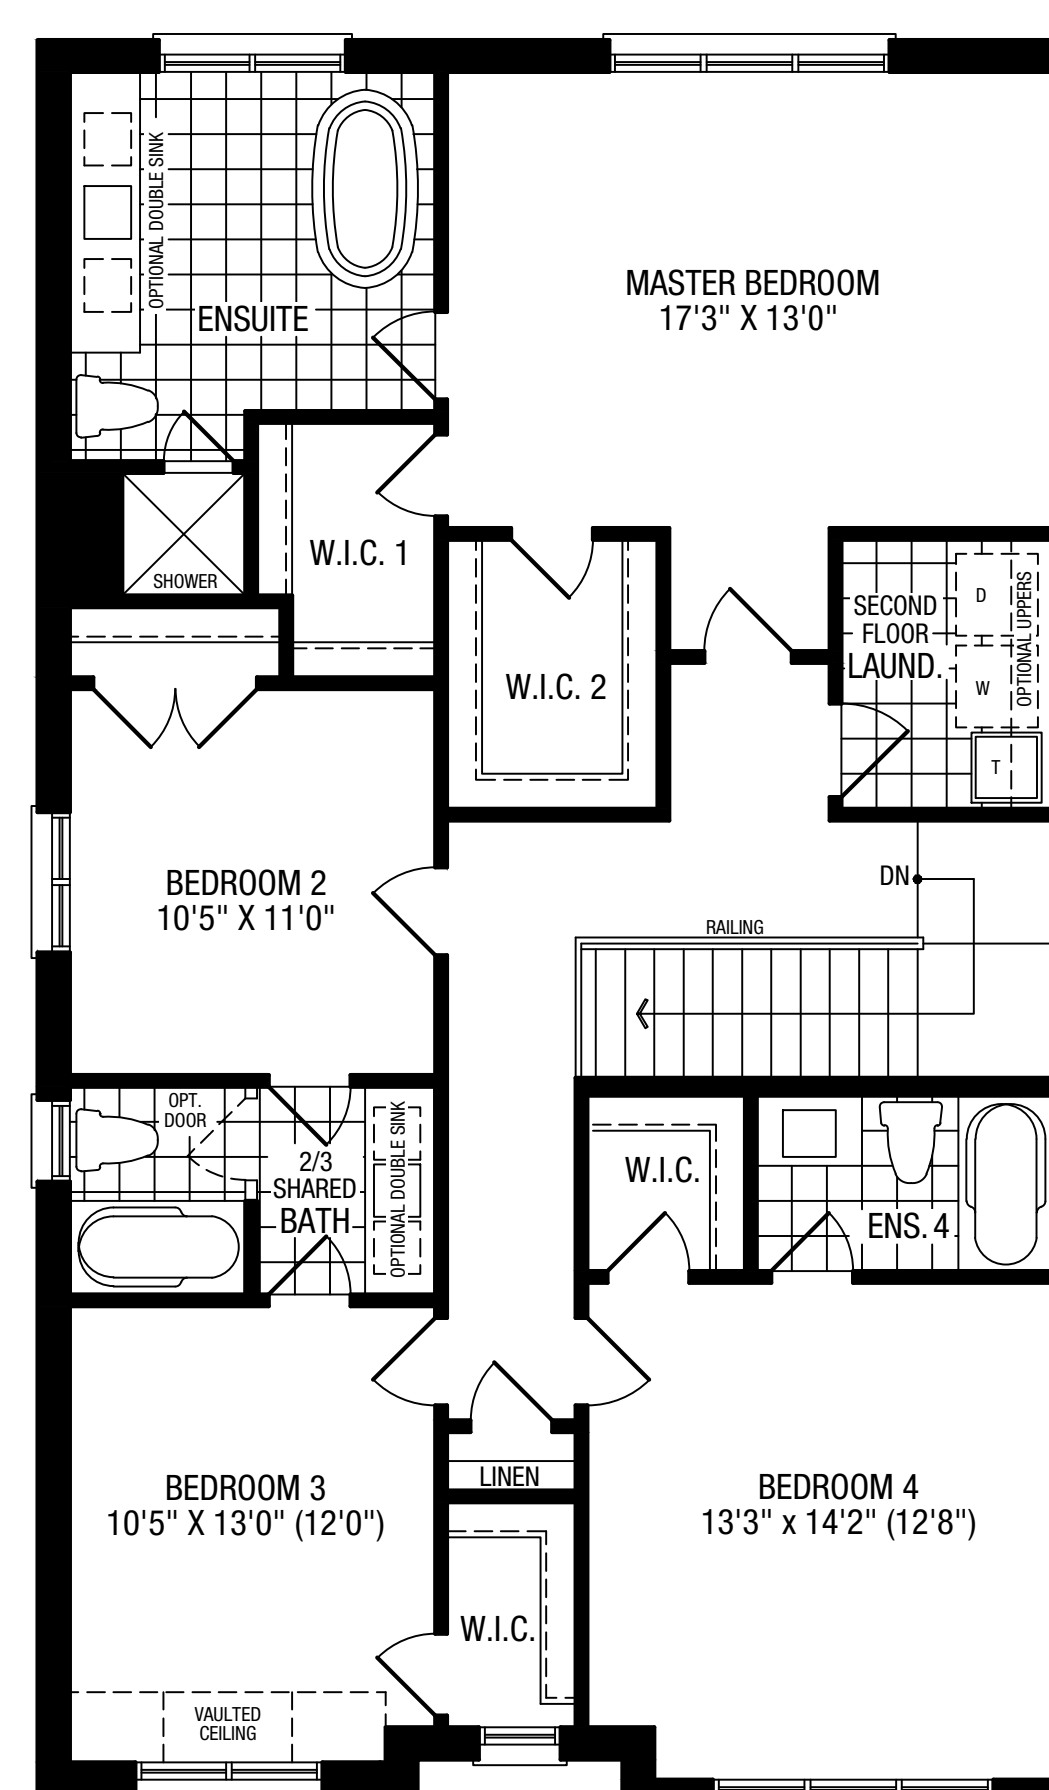 OPTIONAL DOUBLE SINK
ENSUITE
MASTER BEDROOM
17'3" X 13'0"
SHOWER
W.I.C. 1
W.I.C. 2
SECOND
FLOOR
LAUND.
D
W
T
OPTIONAL UPPERS
BEDROOM 2
10'5" X 11'0"
DN
RAILING
OPT.
DOOR
2/3
SHARED
BATH
OPTIONAL DOUBLE SINK
W.I.C.
ENS. 4
BEDROOM 3
10'5" X 13'0" (12'0")
LINEN
BEDROOM 4
13'3" x 14'2" (12'8")
W.I.C.
VAULTED
CEILING